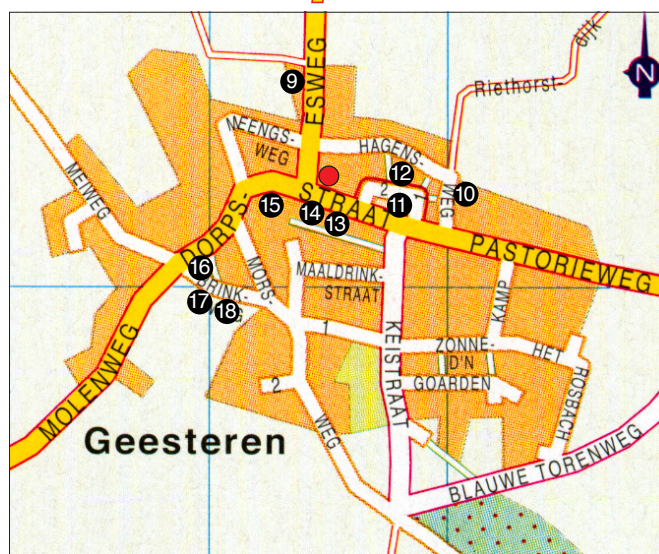 dijk
9
ESWEG
N
Riethorst-
MEENGS-
WEG
HAGENS-
WEG
12
10
MEIWEG
2
1
11
15
14
13
DORPS-
STRAAT
PASTORIEWEG
16
MORS-
WEG
MAALDRINK-
STRAAT
KAMP
BRINK-
17
18
1
ZONNE-
D'N
GOARDEN
HET
ROSBACH
KEISTRAAT
2
MOLENWEG
Geesteren
BLAUWE TORENWEG